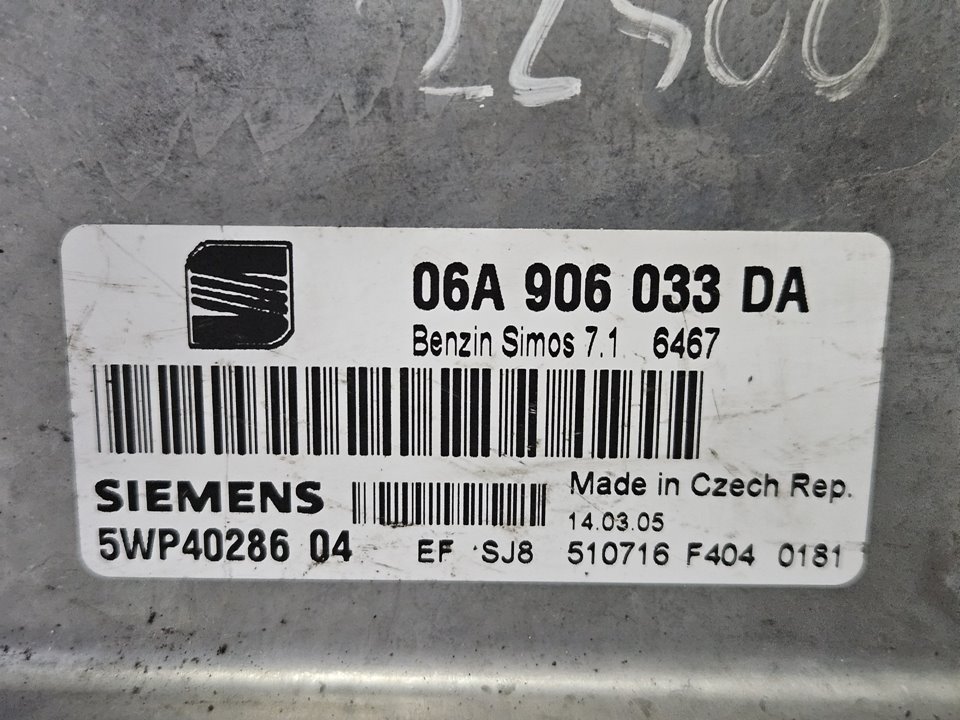 06A 906 033 DA
Benzin Simos 7.1 6467
SIEMENS
Made in Czech Rep.
14.03.05
5WP40286 04
EF SJ8 510716 F404 0181